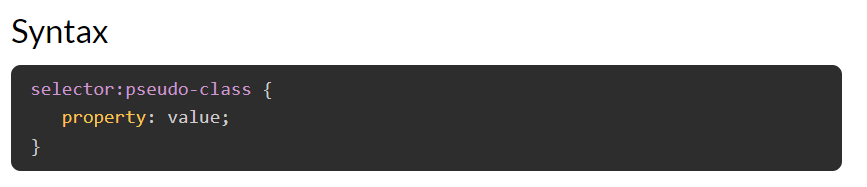 Syntax
selector:pseudo-class {
   property: value;
}